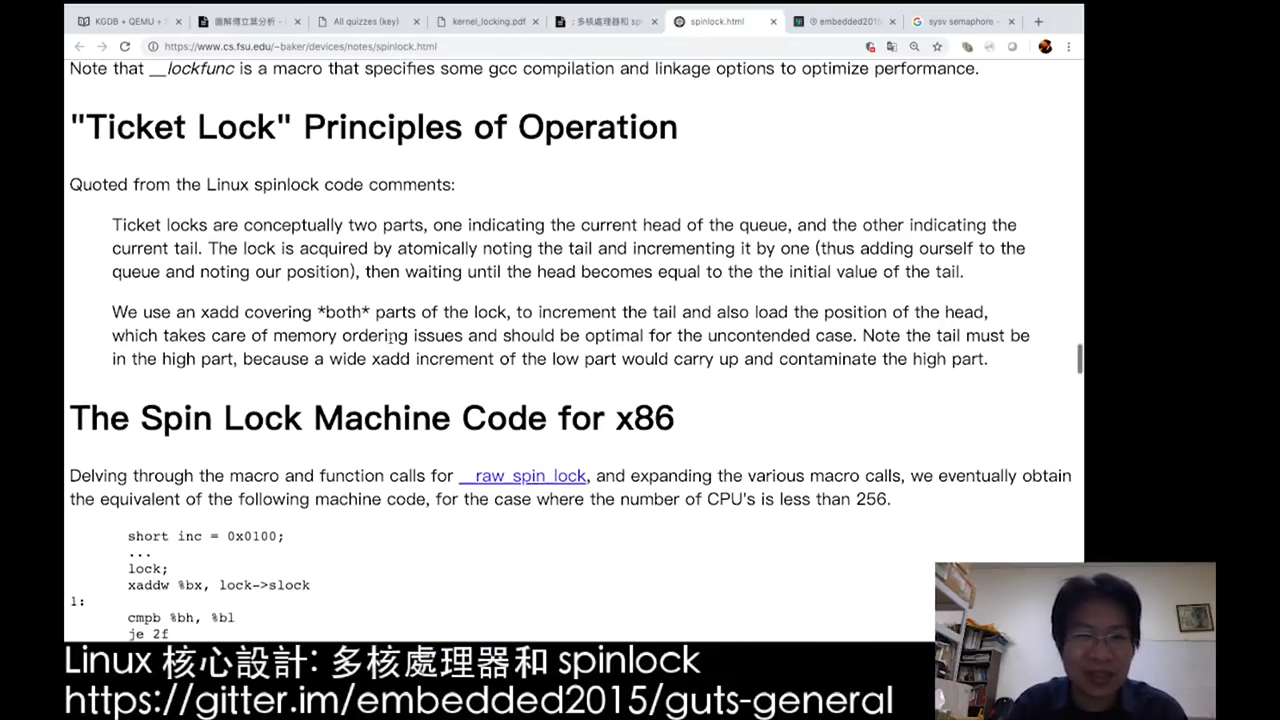 KGDB + QEMU + S
圖解傅立葉分析 -
All quizzes (key)
kernel_locking.pdf
: 多核處理器和 sp
spinlock.html
embedded2015
sysv semaphore -
https://www.cs.fsu.edu/~baker/devices/notes/spinlock.html
Note that __lockfunc is a macro that specifies some gcc compilation and linkage options to optimize performance.
"Ticket Lock" Principles of Operation
Quoted from the Linux spinlock code comments:
Ticket locks are conceptually two parts, one indicating the current head of the queue, and the other indicating the
current tail. The lock is acquired by atomically noting the tail and incrementing it by one (thus adding ourself to the
queue and noting our position), then waiting until the head becomes equal to the the initial value of the tail.
We use an xadd covering *both* parts of the lock, to increment the tail and also load the position of the head,
which takes care of memory ordering issues and should be optimal for the uncontended case. Note the tail must be
in the high part, because a wide xadd increment of the low part would carry up and contaminate the high part.
The Spin Lock Machine Code for x86
Delving through the macro and function calls for __raw_spin_lock, and expanding the various macro calls, we eventually obtain
the equivalent of the following machine code, for the case where the number of CPU's is less than 256.
short inc = 0x0100;
...
lock;
xaddw %bx, lock->slock
1:
cmpb %bh, %bl
je 2f
Linux 核心設計: 多核處理器和 spinlock
https://gitter.im/embedded2015/guts-general